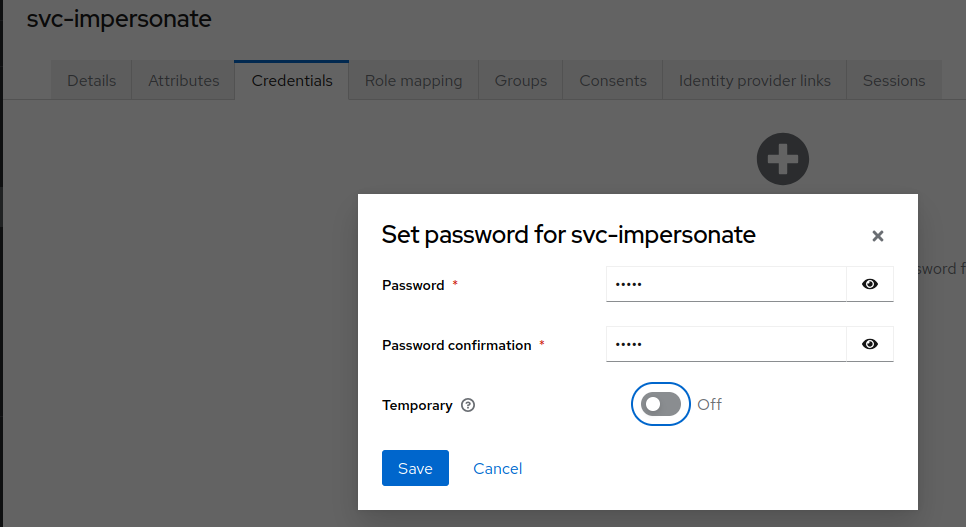 svc-impersonate
Details Attributes Credentials Role mapping Groups Consents Identity provider links Sessions
Set password for svc-impersonate
Password *
•••••
Password confirmation *
•••••
Temporary
Off
Save Cancel